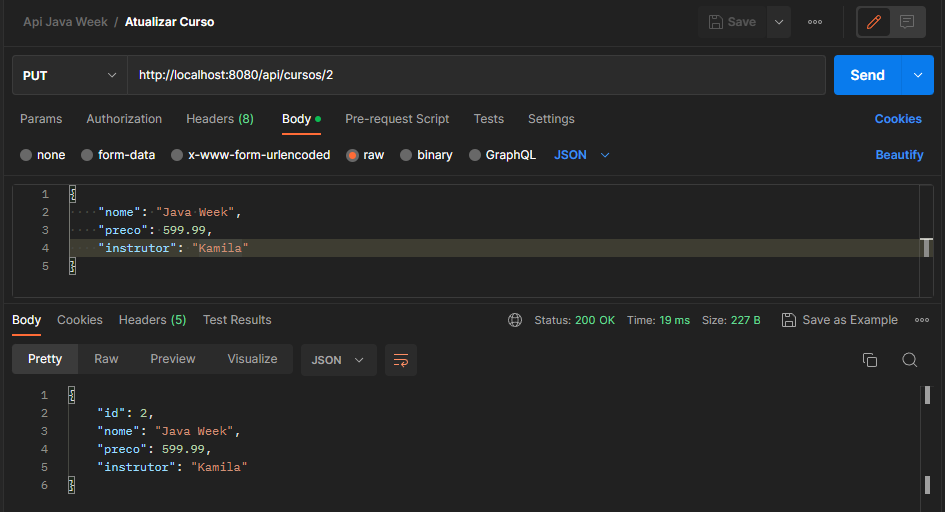 Api Java Week / Atualizar Curso
Save
PUT
http://localhost:8080/api/cursos/2
Send
Params Authorization Headers (8) Body Pre-request Script Tests Settings Cookies
none form-data x-www-form-urlencoded raw binary GraphQL JSON Beautify
1 {
2 "nome": "Java Week",
3 "preco": 599.99,
4 "instrutor": "Kamila"
5 }
Body Cookies Headers (5) Test Results Status: 200 OK Time: 19 ms Size: 227 B Save as Example
Pretty Raw Preview Visualize JSON
1 {
2 "id": 2,
3 "nome": "Java Week",
4 "preco": 599.99,
5 "instrutor": "Kamila"
6 }